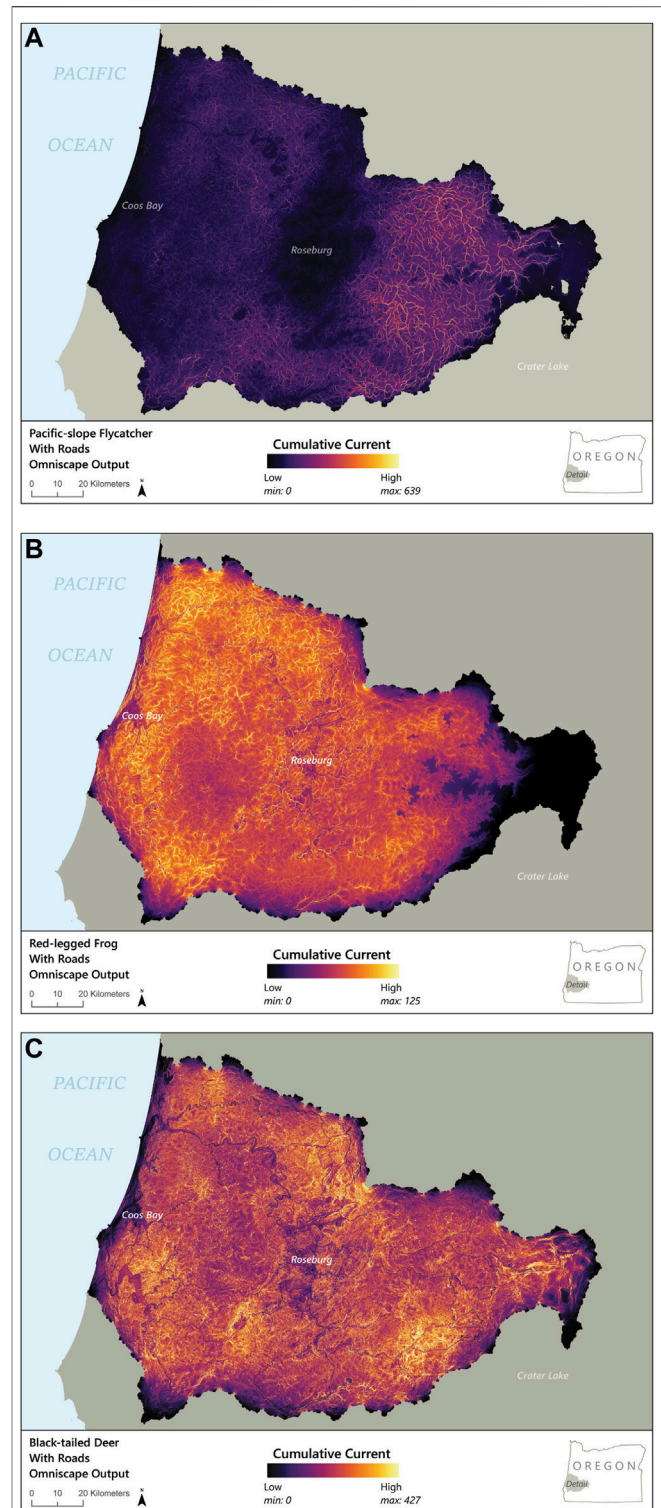 A
PACIFIC
OCEAN
Coos Bay
Roseburg
Crater Lake
Pacific-slope Flycatcher
With Roads
Omniscape Output
0 10 20 Kilometers
N
Cumulative Current
Low High
min: 0 max: 639
OREGON
Detail
B
PACIFIC
OCEAN
Coos Bay
Roseburg
Crater Lake
Red-legged Frog
With Roads
Omniscape Output
0 10 20 Kilometers
N
Cumulative Current
Low High
min: 0 max: 125
OREGON
Detail
C
PACIFIC
OCEAN
Coos Bay
Roseburg
Crater Lake
Black-tailed Deer
With Roads
Omniscape Output
0 10 20 Kilometers
N
Cumulative Current
Low High
min: 0 max: 427
OREGON
Detail